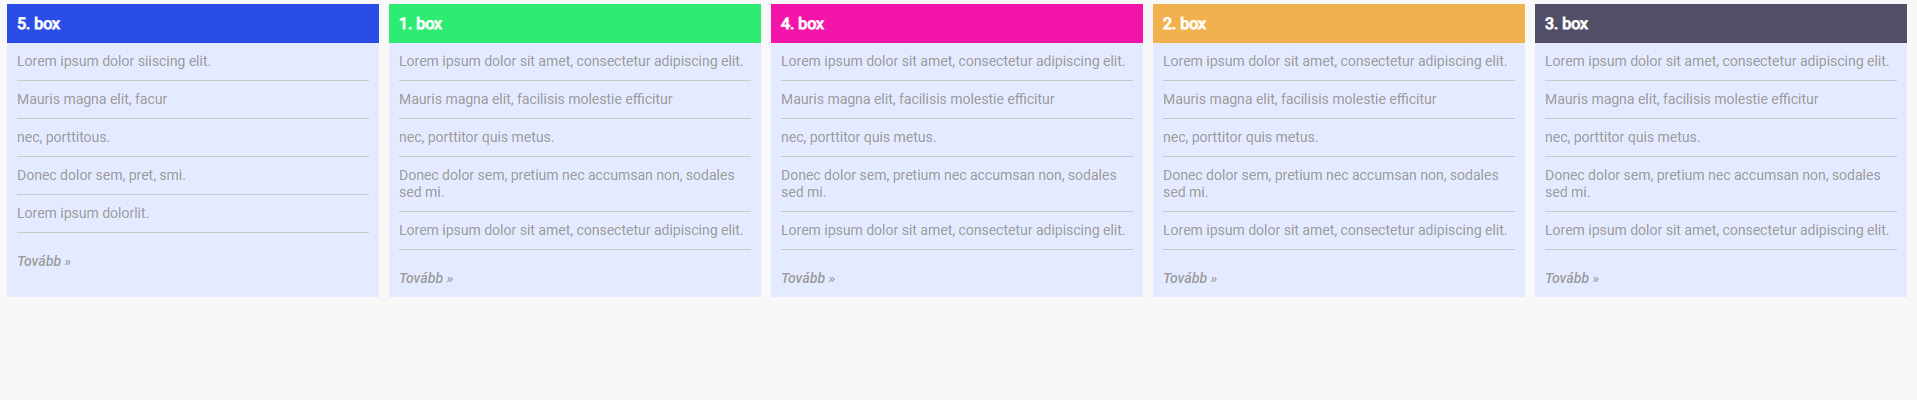 5. box
Lorem ipsum dolor siiscing elit.
Mauris magna elit, facur
nec, porttitous.
Donec dolor sem, pret, smi.
Lorem ipsum dolorlit.
Tovább »
1. box
Lorem ipsum dolor sit amet, consectetur adipiscing elit.
Mauris magna elit, facilisis molestie efficitur
nec, porttitor quis metus.
Donec dolor sem, pretium nec accumsan non, sodales
sed mi.
Lorem ipsum dolor sit amet, consectetur adipiscing elit.
Tovább »
4. box
Lorem ipsum dolor sit amet, consectetur adipiscing elit.
Mauris magna elit, facilisis molestie efficitur
nec, porttitor quis metus.
Donec dolor sem, pretium nec accumsan non, sodales
sed mi.
Lorem ipsum dolor sit amet, consectetur adipiscing elit.
Tovább »
2. box
Lorem ipsum dolor sit amet, consectetur adipiscing elit.
Mauris magna elit, facilisis molestie efficitur
nec, porttitor quis metus.
Donec dolor sem, pretium nec accumsan non, sodales
sed mi.
Lorem ipsum dolor sit amet, consectetur adipiscing elit.
Tovább »
3. box
Lorem ipsum dolor sit amet, consectetur adipiscing elit.
Mauris magna elit, facilisis molestie efficitur
nec, porttitor quis metus.
Donec dolor sem, pretium nec accumsan non, sodales
sed mi.
Lorem ipsum dolor sit amet, consectetur adipiscing elit.
Tovább »